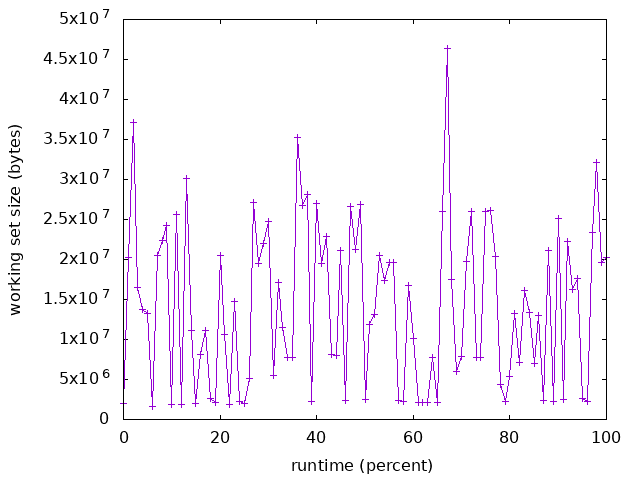 5x10^7
4.5x10^7
4x10^7
3.5x10^7
3x10^7
2.5x10^7
2x10^7
1.5x10^7
1x10^7
5x10^6
0
working set size (bytes)
0 20 40 60 80 100
runtime (percent)